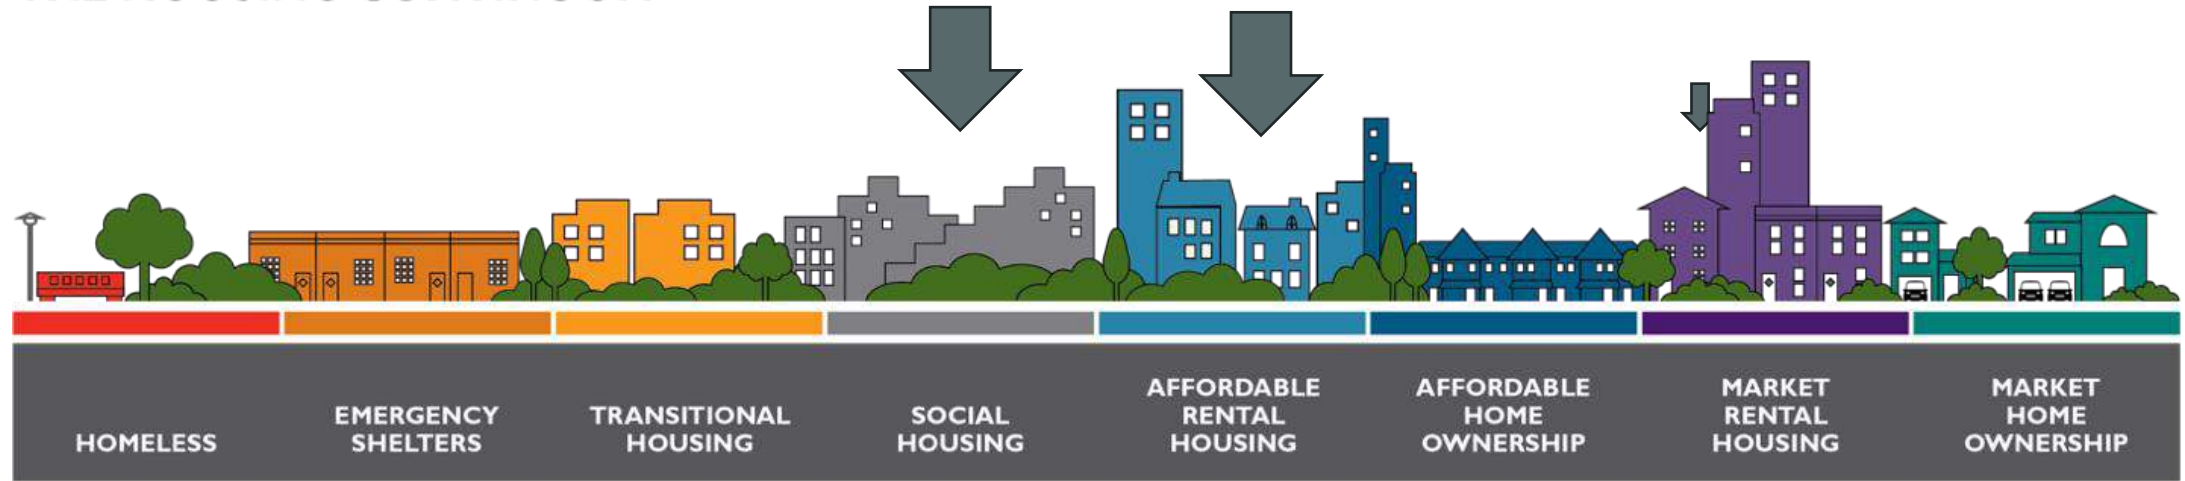 HOMELESS
EMERGENCY
SHELTERS
TRANSITIONAL
HOUSING
SOCIAL
HOUSING
AFFORDABLE
RENTAL
HOUSING
AFFORDABLE
HOME
OWNERSHIP
MARKET
RENTAL
HOUSING
MARKET
HOME
OWNERSHIP